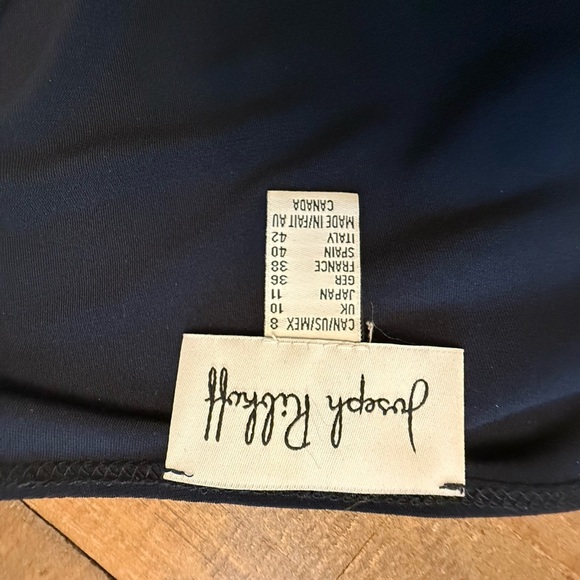 Joseph Ribkoff
CAN/US/MEX 8
UK 10
JAPAN 11
GER 36
FRANCE 38
SPAIN 40
ITALY 42
MADE IN/FAIT AU
CANADA